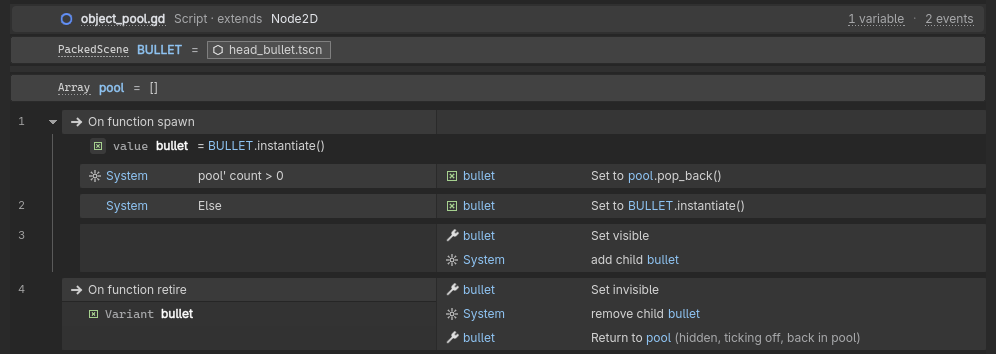 object_pool.gd Script · extends Node2D 1 variable · 2 events
PackedScene BULLET = head_bullet.tscn
Array pool = []
1 On function spawn
value bullet = BULLET.instantiate()
System pool' count > 0 bullet Set to pool.pop_back()
2 System Else bullet Set to BULLET.instantiate()
3 bullet Set visible
System add child bullet
4 On function retire bullet Set invisible
Variant bullet System remove child bullet
bullet Return to pool (hidden, ticking off, back in pool)